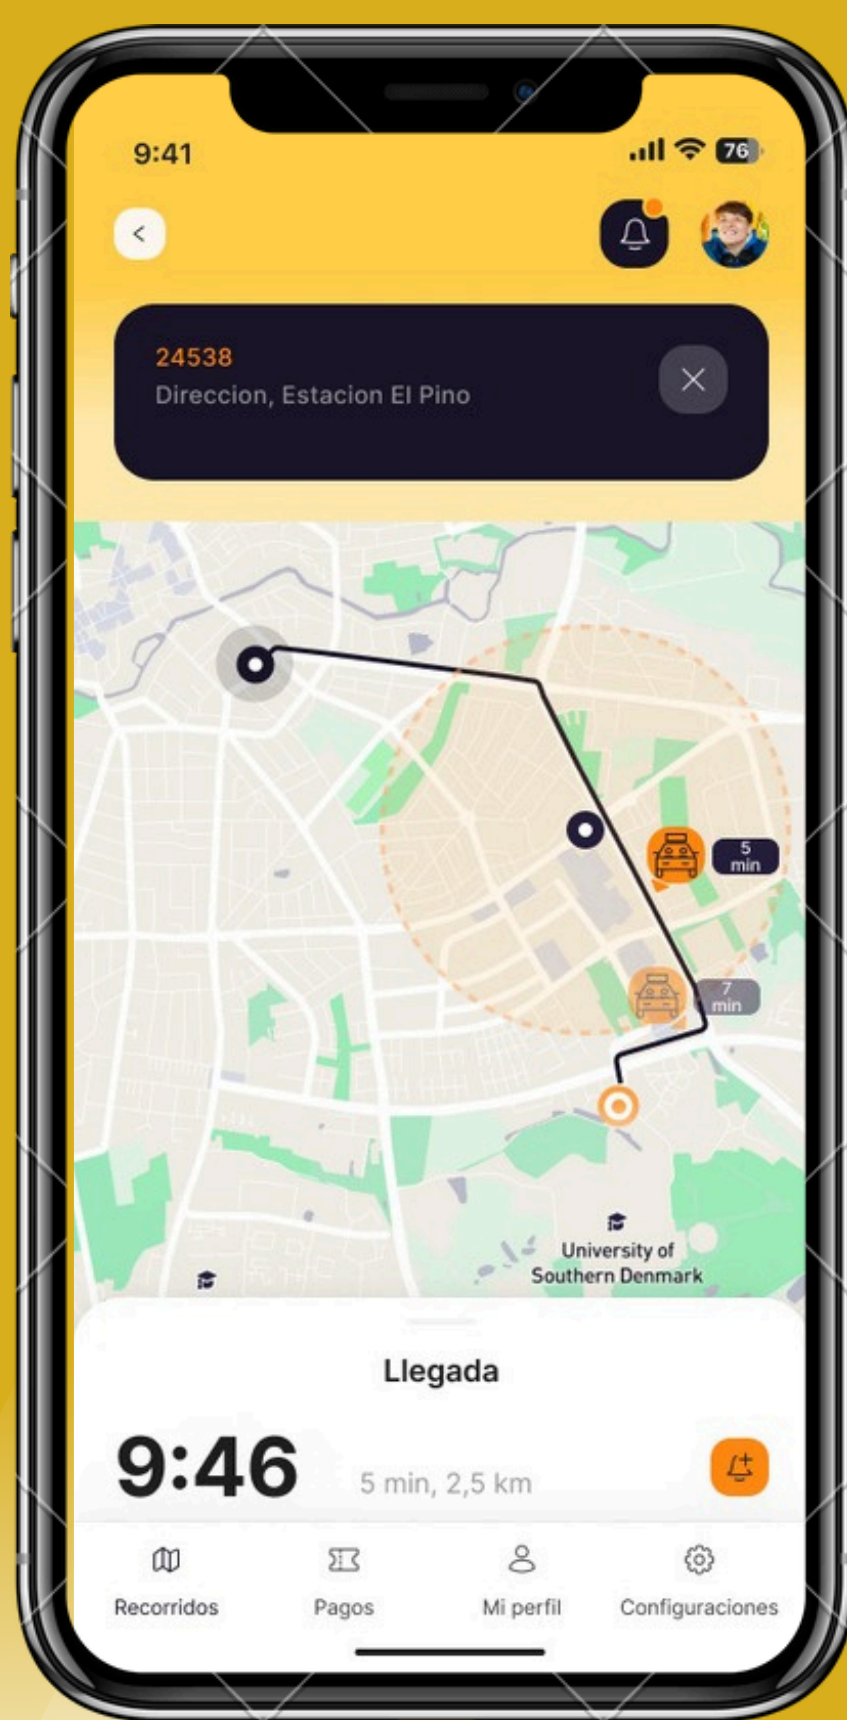 9:41
76
24538
Direccion, Estacion El Pino
5
min
7
min
University of
Southern Denmark
Llegada
9:46
5 min, 2,5 km
Recorridos
Pagos
Mi perfil
Configuraciones